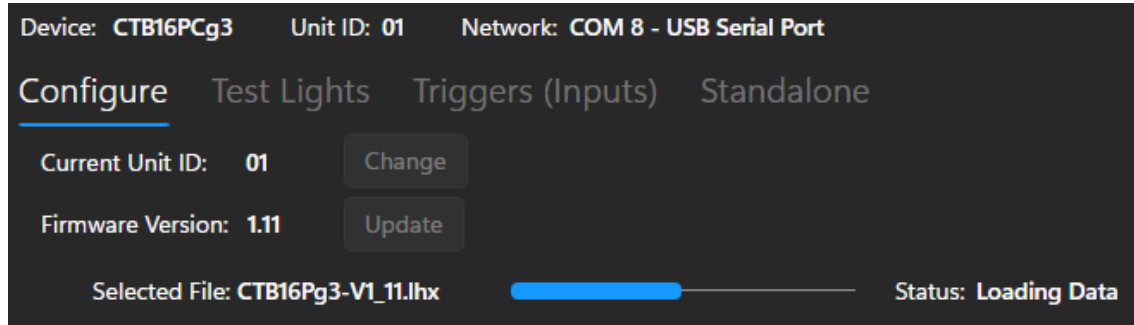 Device: CTB16PCg3 Unit ID: 01 Network: COM 8 - USB Serial Port
Configure Test Lights Triggers (Inputs) Standalone
Current Unit ID: 01 Change
Firmware Version: 1.11 Update
Selected File: CTB16Pg3-V1_11.lhx Status: Loading Data